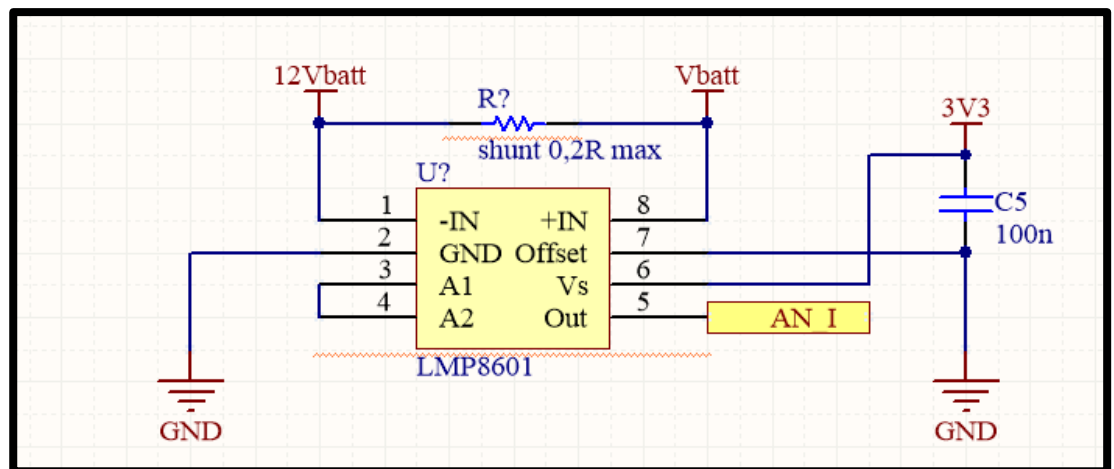 12Vbatt
Vbatt
R?
3V3
shunt 0,2R max
U?
1
-IN
+IN
8
C5
2
GND
Offset
7
100n
3
A1
Vs
6
4
A2
Out
5
AN_I
LMP8601
GND
GND